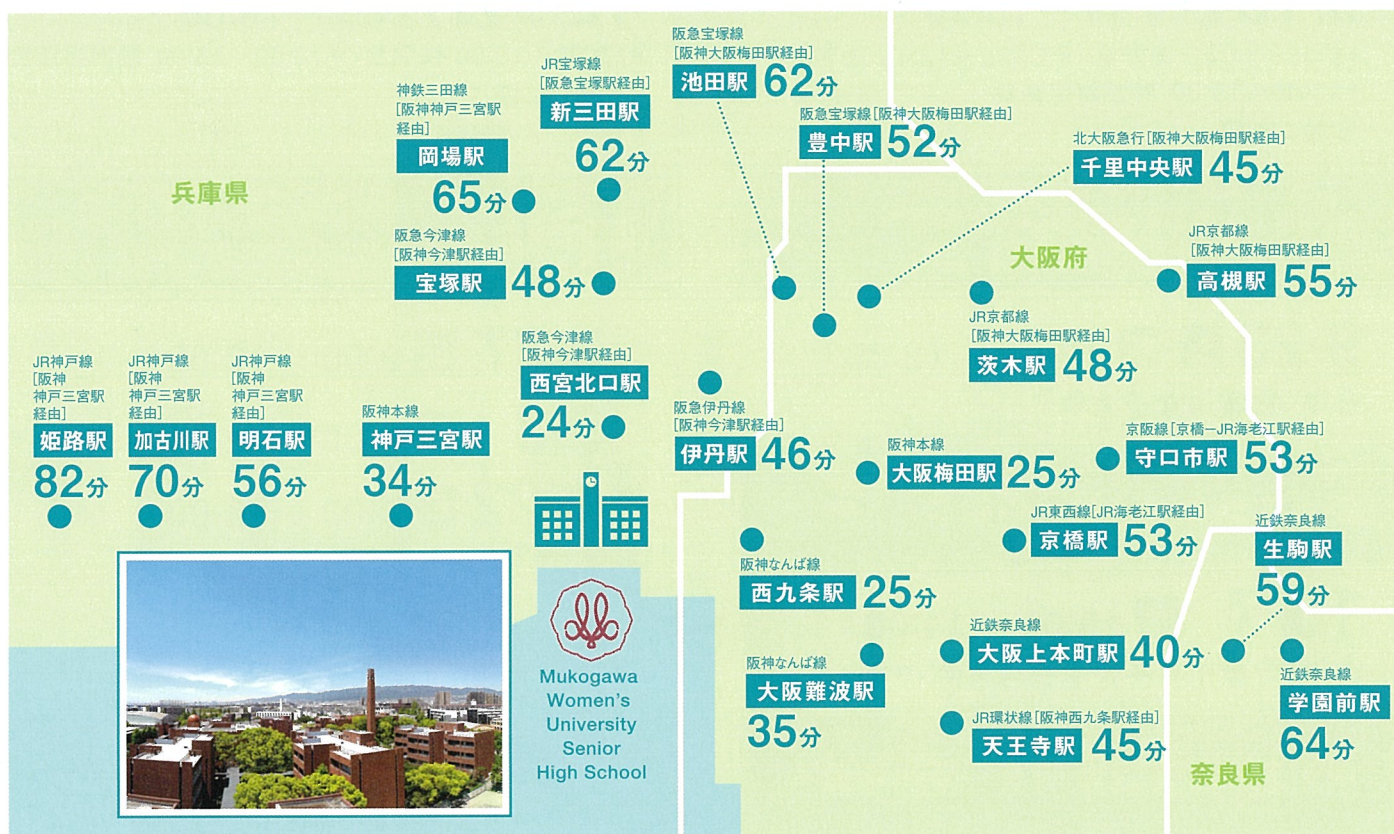 阪急宝塚線
[阪神大阪梅田駅経由]
池田駅 62分
JR宝塚線
[阪急宝塚駅経由]
新三田駅
62分
神鉄三田線
[阪神神戸三宮駅
経由]
岡場駅
65分
阪急宝塚線[阪神大阪梅田駅経由]
豊中駅 52分
北大阪急行[阪神大阪梅田駅経由]
千里中央駅 45分
兵庫県
阪急今津線
[阪神今津駅経由]
宝塚駅 48分
大阪府
JR京都線
[阪神大阪梅田駅経由]
高槻駅 55分
JR京都線
[阪神大阪梅田駅経由]
茨木駅 48分
JR神戸線
[阪神
神戸三宮駅
経由]
姫路駅
82分
JR神戸線
[阪神
神戸三宮駅
経由]
加古川駅
70分
JR神戸線
[阪神
神戸三宮駅
経由]
明石駅
56分
阪神本線
神戸三宮駅
34分
阪急今津線
[阪神今津駅経由]
西宮北口駅
24分
阪急伊丹線
[阪神今津駅経由]
伊丹駅 46分
阪神本線
大阪梅田駅 25分
京阪線[京橋ーJR海老江駅経由]
守口市駅 53分
JR東西線[JR海老江駅経由]
京橋駅 53分
近鉄奈良線
生駒駅
59分
阪神なんば線
西九条駅 25分
近鉄奈良線
大阪上本町駅 40分
阪神なんば線
大阪難波駅
35分
JR環状線[阪神西九条駅経由]
天王寺駅 45分
近鉄奈良線
学園前駅
64分
奈良県
Mukogawa
Women's
University
Senior
High School